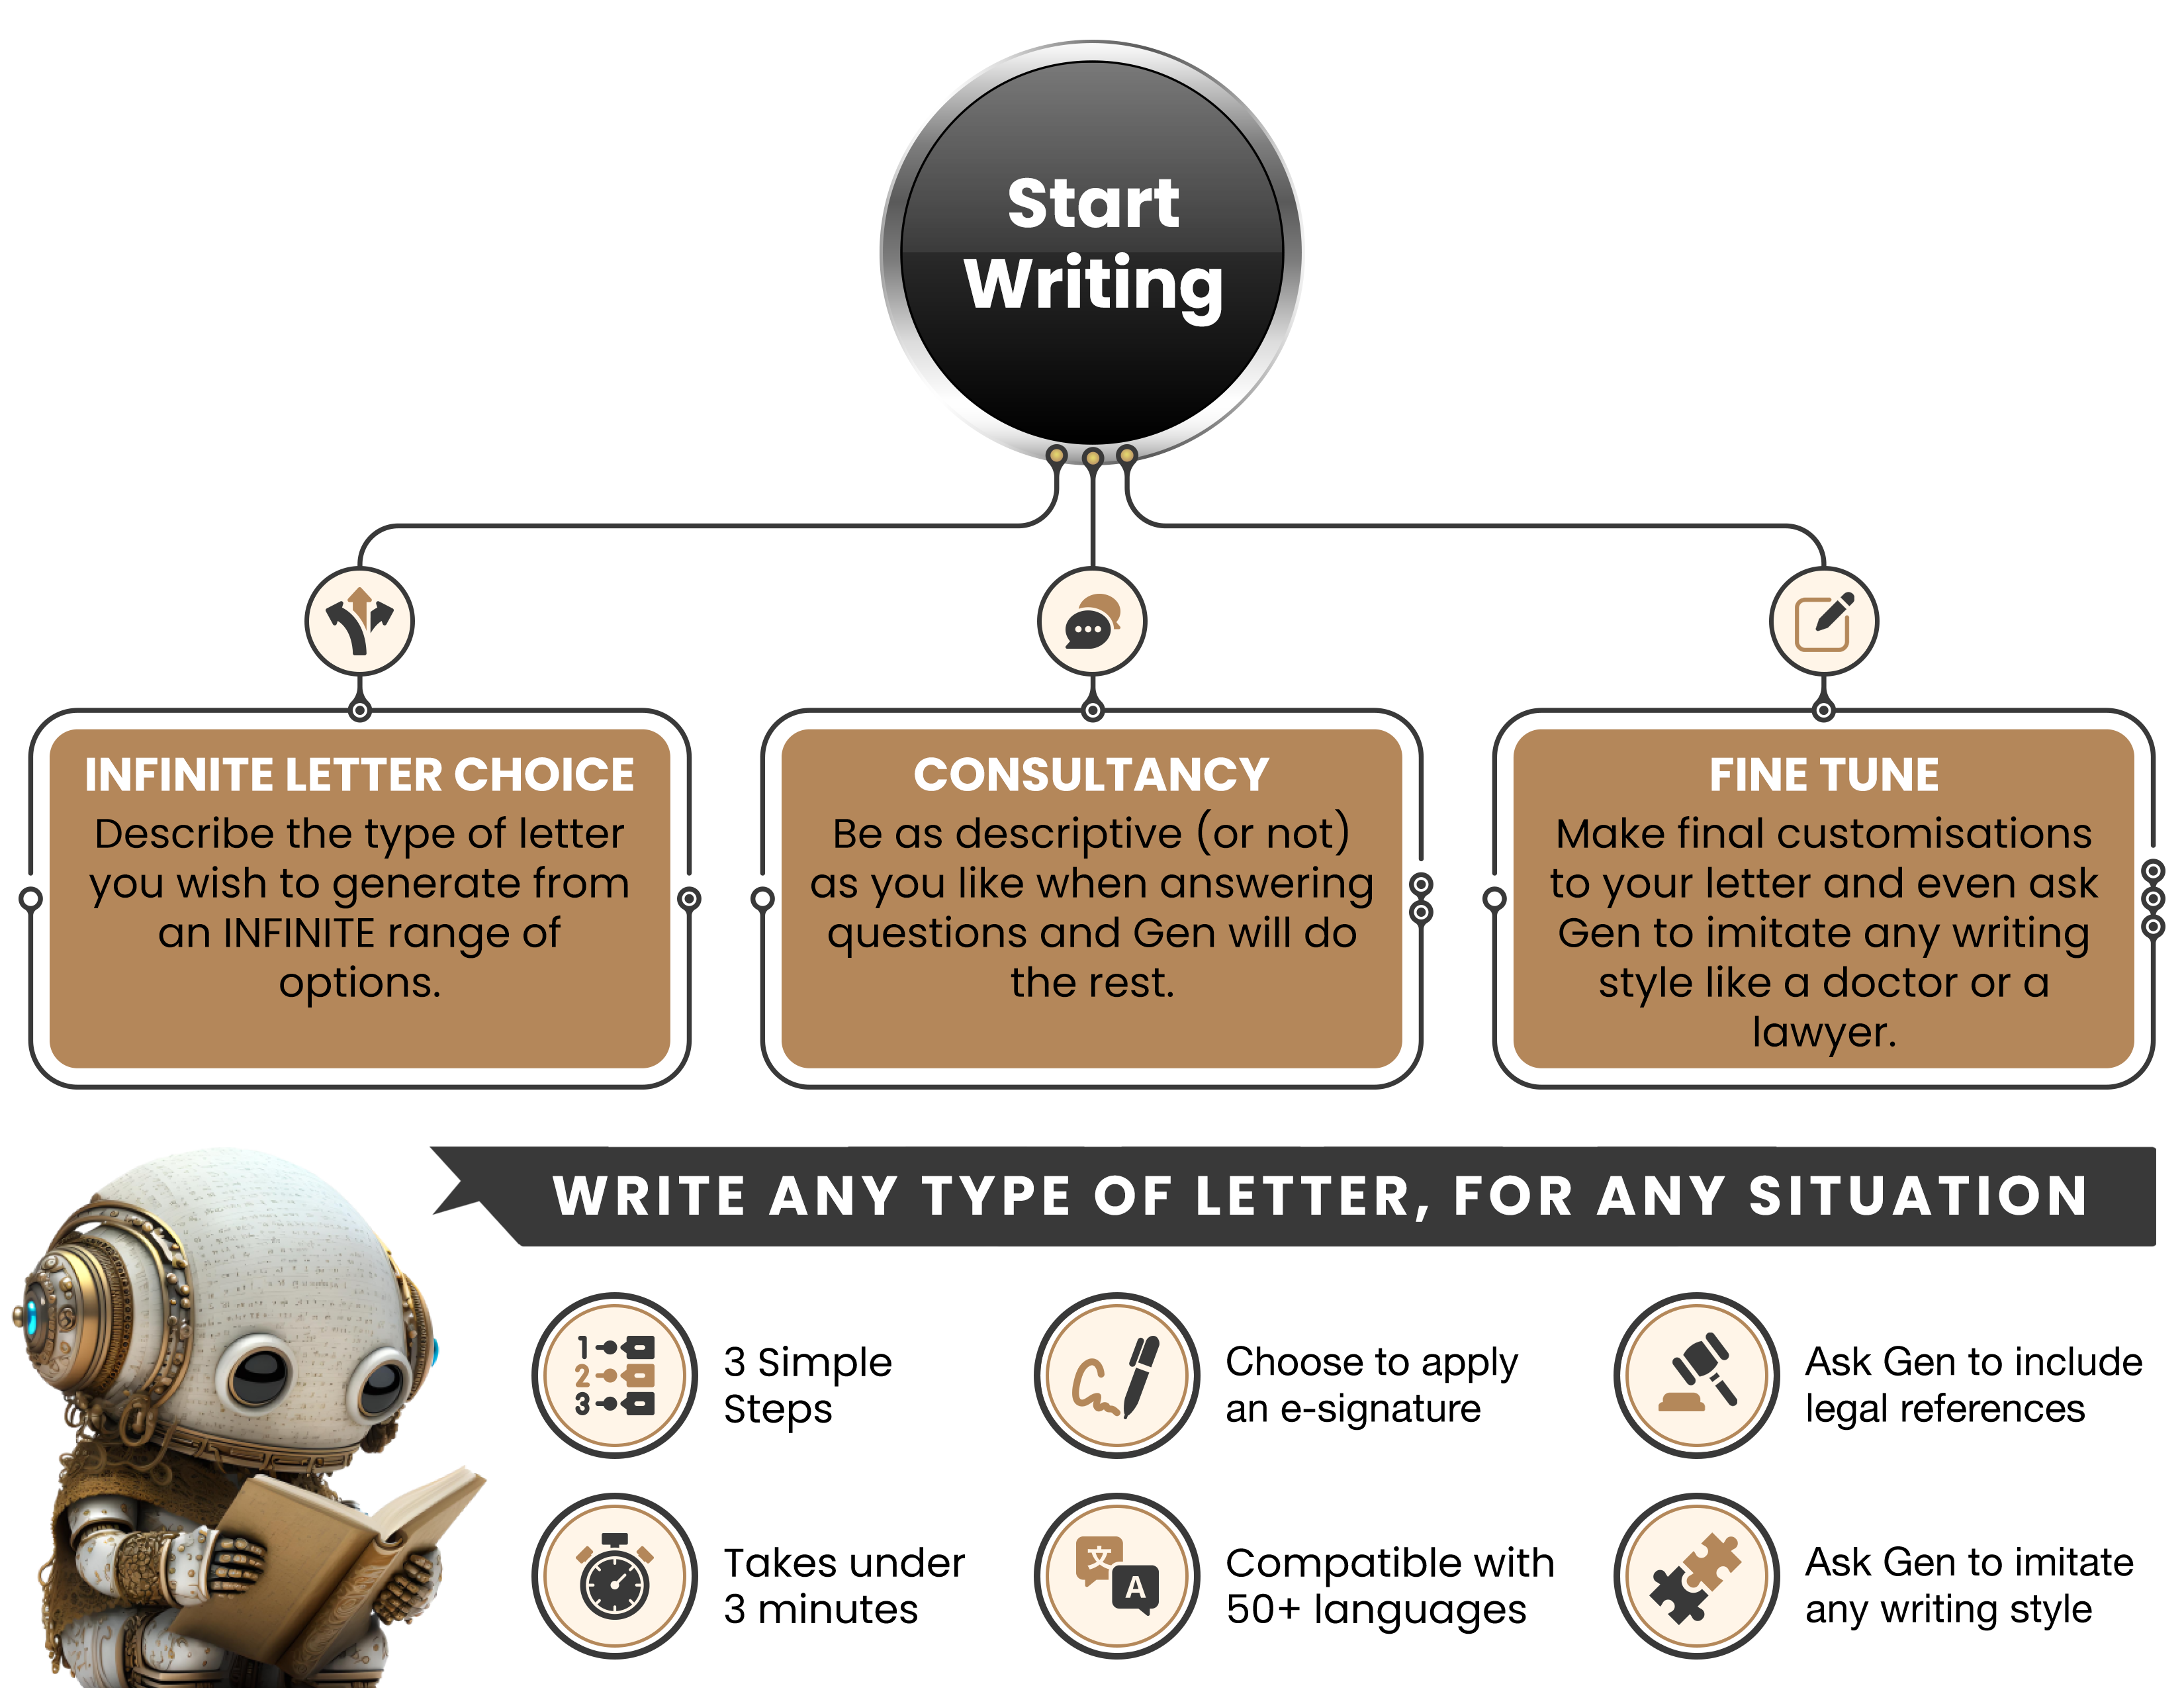 Start
Writing
INFINITE LETTER CHOICE
Describe the type of letter
you wish to generate from
an INFINITE range of
options.
CONSULTANCY
Be as descriptive (or not)
as you like when answering
questions and Gen will do
the rest.
FINE TUNE
Make final customisations
to your letter and even ask
Gen to imitate any writing
style like a doctor or a
lawyer.
WRITE ANY TYPE OF LETTER, FOR ANY SITUATION
1
2
3
3 Simple
Steps
Choose to apply
an e-signature
Ask Gen to include
legal references
Takes under
3 minutes
文
A
Compatible with
50+ languages
Ask Gen to imitate
any writing style